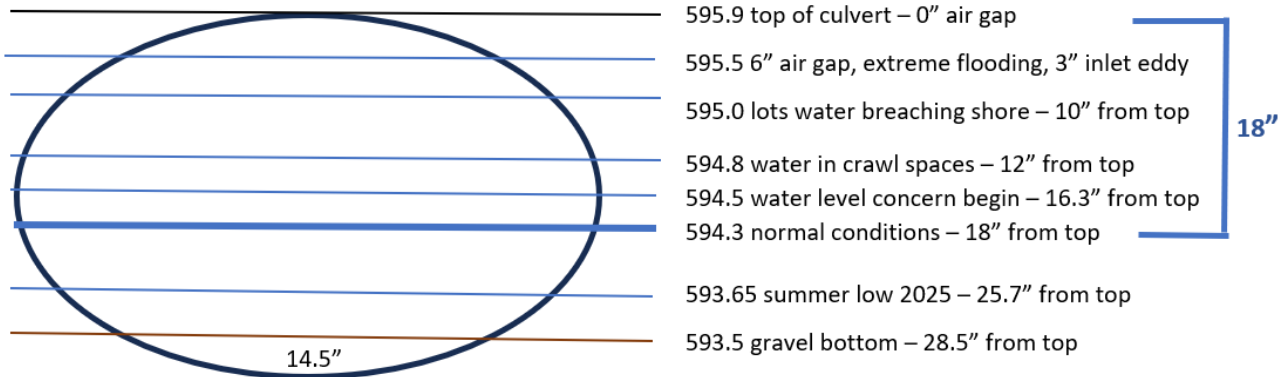 595.9 top of culvert – 0” air gap
595.5 6” air gap, extreme flooding, 3” inlet eddy
595.0 lots water breaching shore – 10” from top
18”
594.8 water in crawl spaces – 12” from top
594.5 water level concern begin – 16.3” from top
594.3 normal conditions – 18” from top
593.65 summer low 2025 – 25.7” from top
593.5 gravel bottom – 28.5” from top
14.5”